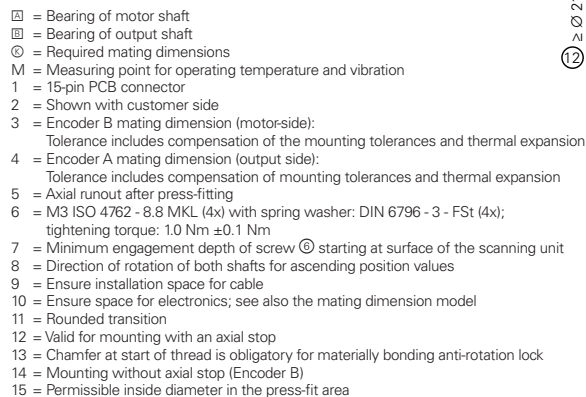 🄰 = Bearing of motor shaft
🄱 = Bearing of output shaft
Ⓚ = Required mating dimensions
M = Measuring point for operating temperature and vibration
1 = 15-pin PCB connector
2 = Shown with customer side
3 = Encoder B mating dimension (motor-side):
Tolerance includes compensation of the mounting tolerances and thermal expansion
4 = Encoder A mating dimension (output side):
Tolerance includes compensation of mounting tolerances and thermal expansion
5 = Axial runout after press-fitting
6 = M3 ISO 4762 - 8.8 MKL (4x) with spring washer: DIN 6796 - 3 - FSt (4x);
tightening torque: 1.0 Nm ±0.1 Nm
7 = Minimum engagement depth of screw ⑥ starting at surface of the scanning unit
8 = Direction of rotation of both shafts for ascending position values
9 = Ensure installation space for cable
10 = Ensure space for electronics; see also the mating dimension model
11 = Rounded transition
12 = Valid for mounting with an axial stop
13 = Chamfer at start of thread is obligatory for materially bonding anti-rotation lock
14 = Mounting without axial stop (Encoder B)
15 = Permissible inside diameter in the press-fit area
⑫ ≥ Ø 2